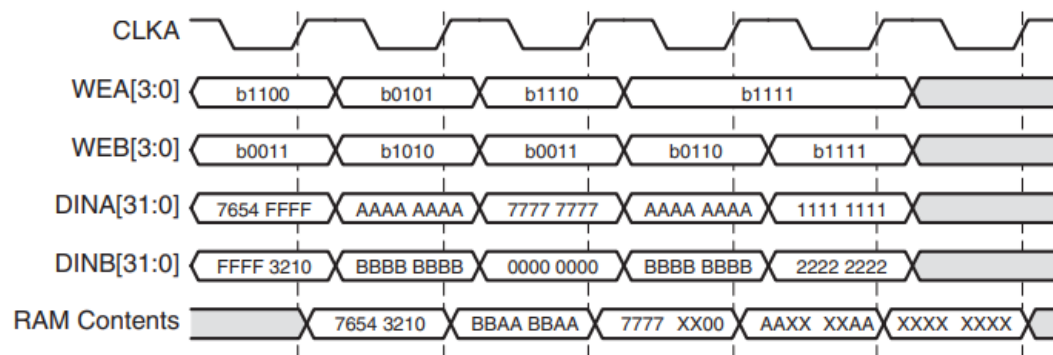 CLKA
WEA[3:0] b1100 b0101 b1110 b1111
WEB[3:0] b0011 b1010 b0011 b0110 b1111
DINA[31:0] 7654 FFFF AAAA AAAA 7777 7777 AAAA AAAA 1111 1111
DINB[31:0] FFFF 3210 BBBB BBBB 0000 0000 BBBB BBBB 2222 2222
RAM Contents 7654 3210 BBAA BBAA 7777 XX00 AAXX XXAA XXXX XXXX